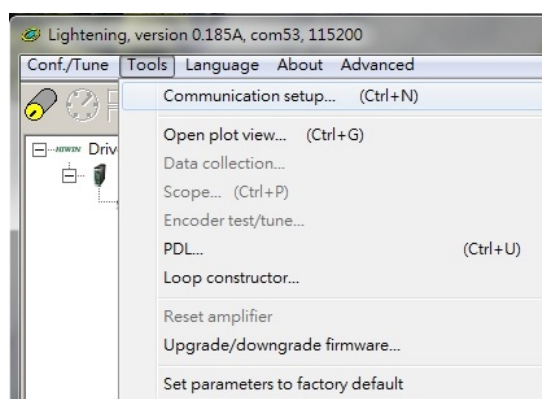 Lightening, version 0.185A, com53, 115200
Conf./Tune Tools Language About Advanced
Communication setup... (Ctrl+N)
Open plot view... (Ctrl+G)
HIWIN Driv
Data collection...
Scope... (Ctrl+P)
Encoder test/tune...
PDL... (Ctrl+U)
Loop constructor...
Reset amplifier
Upgrade/downgrade firmware...
Set parameters to factory default